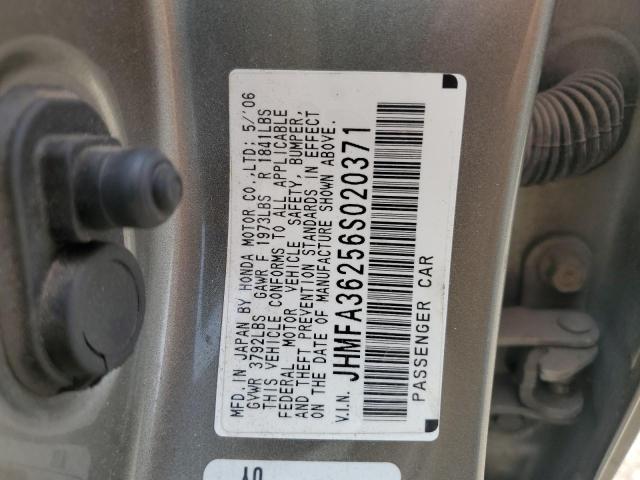 MFD. IN JAPAN BY HONDA MOTOR CO., LTD; 5/'06
GVWR 3792LBS GAWR F 1973LBS R 1841LBS
THIS VEHICLE CONFORMS TO ALL APPLICABLE
FEDERAL MOTOR VEHICLE SAFETY, BUMPER,
AND THEFT PREVENTION STANDARDS IN EFFECT
ON THE DATE OF MANUFACTURE SHOWN ABOVE.
V.I.N. JHMFA36256S020371
PASSENGER CAR